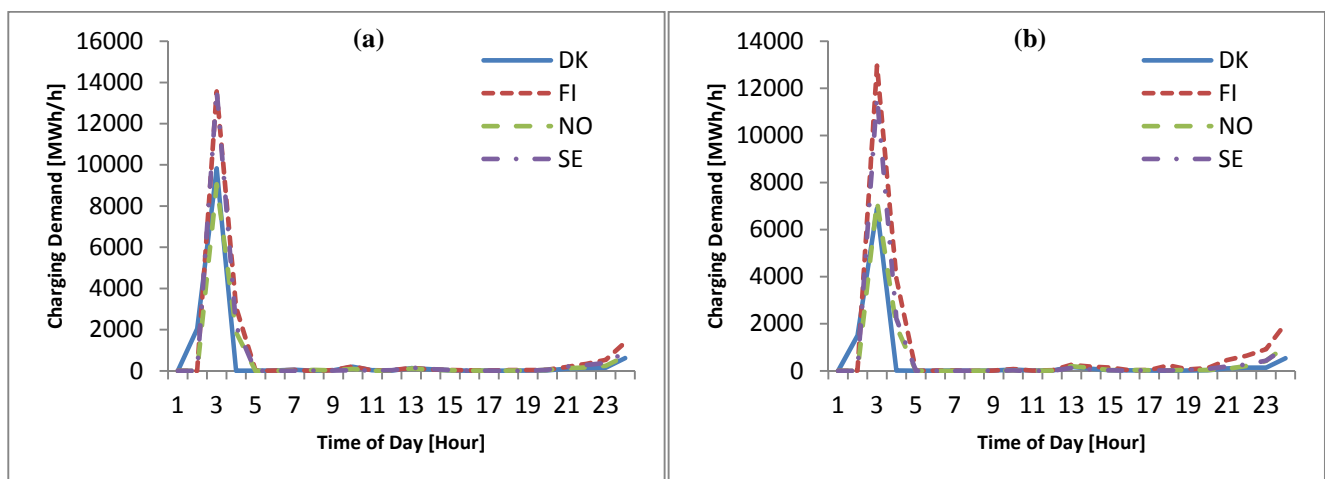 (a)
Charging Demand [MWh/h]
16000
14000
12000
10000
8000
6000
4000
2000
0
DK
FI
NO
SE
1 3 5 7 9 11 13 15 17 19 21 23
Time of Day [Hour]
(b)
Charging Demand [MWh/h]
14000
12000
10000
8000
6000
4000
2000
0
DK
FI
NO
SE
1 3 5 7 9 11 13 15 17 19 21 23
Time of Day [Hour]